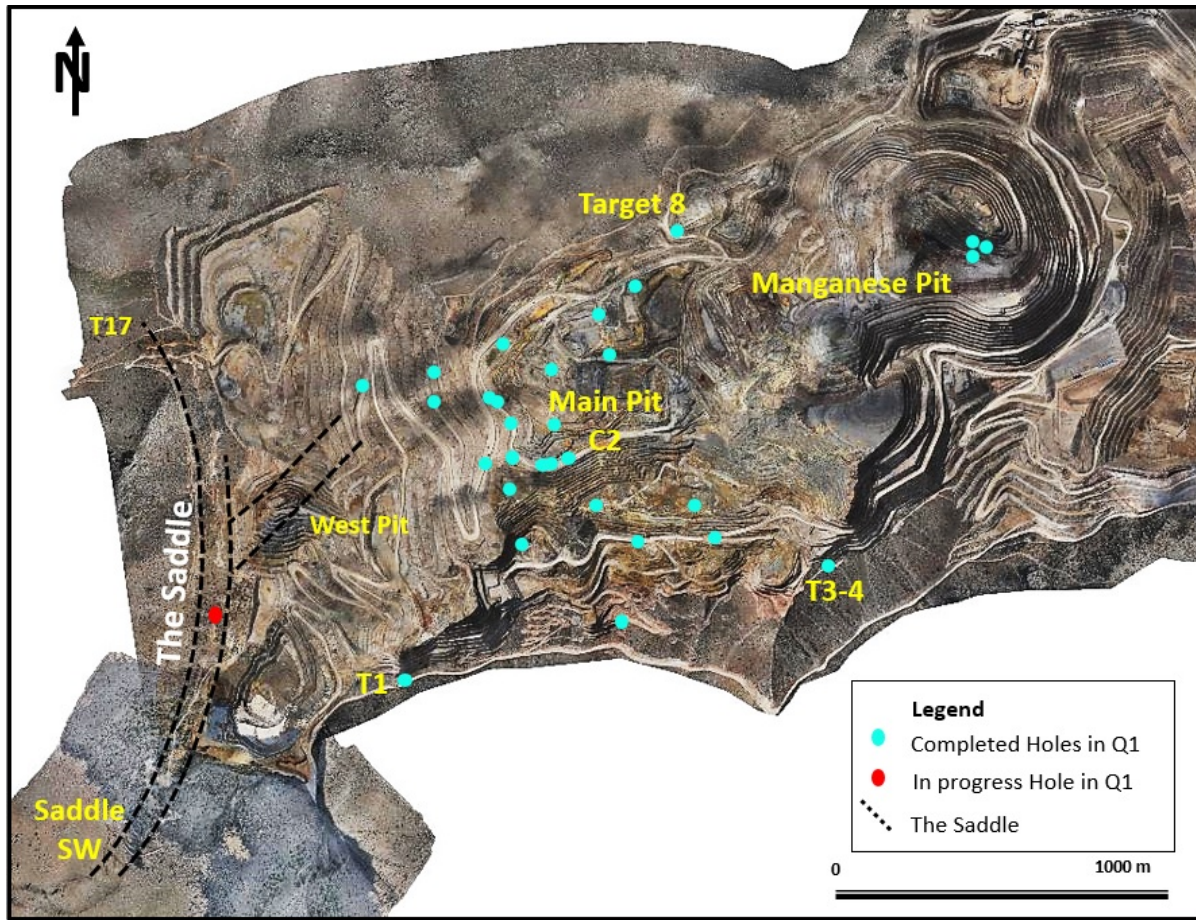 N
Target 8
Manganese Pit
T17
Main Pit
C2
West Pit
The Saddle
T3-4
T1
Saddle
SW
Legend
Completed Holes in Q1
In progress Hole in Q1
The Saddle
0 1000 m